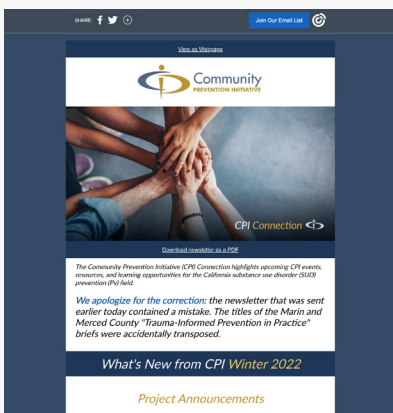 SHARE:
Join Our Email List
View as Webpage
Community
PREVENTION INITIATIVE
CPI Connection
Download newsletter as a PDF
The Community Prevention Initiative (CPI) Connection highlights upcoming CPI events,
resources, and learning opportunities for the California substance use disorder (SUD)
prevention (Pv) field.
We apologize for the correction: the newsletter that was sent
earlier today contained a mistake. The titles of the Marin and
Merced County "Trauma-Informed Prevention in Practice"
briefs were accidentally transposed.
What's New from CPI Winter 2022
Project Announcements